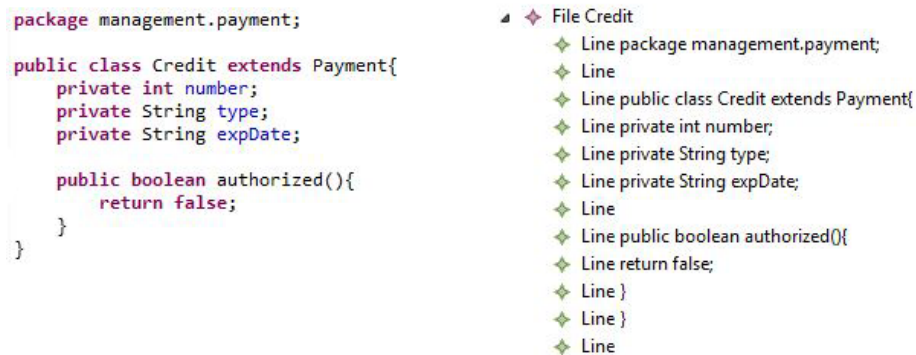 package management.payment;
public class Credit extends Payment{
private int number;
private String type;
private String expDate;
public boolean authorized(){
return false;
}
}
File Credit
Line package management.payment;
Line
Line public class Credit extends Payment{
Line private int number;
Line private String type;
Line private String expDate;
Line
Line public boolean authorized(){
Line return false;
Line }
Line }
Line